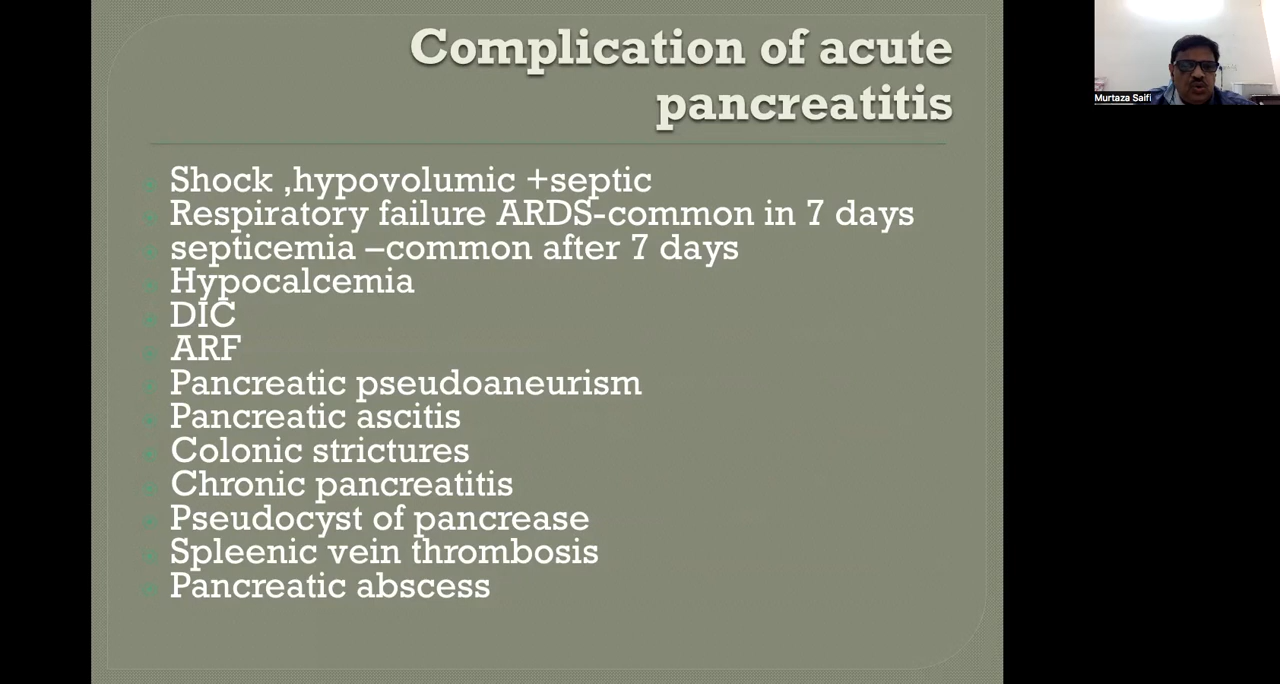 Complication of acute
pancreatitis
Shock ,hypovolumic +septic
Respiratory failure ARDS-common in 7 days
septicemia –common after 7 days
Hypocalcemia
DIC
ARF
Pancreatic pseudoaneurism
Pancreatic ascitis
Colonic strictures
Chronic pancreatitis
Pseudocyst of pancrease
Spleenic vein thrombosis
Pancreatic abscess
Murtaza Saifi